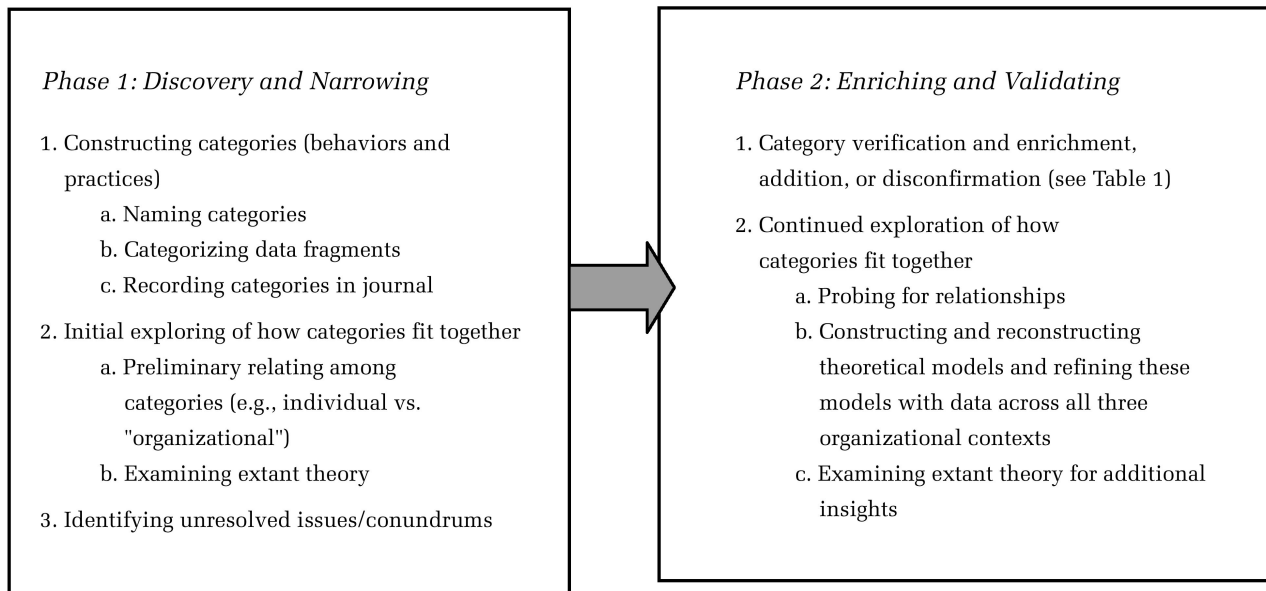 Phase 1: Discovery and Narrowing
1. Constructing categories (behaviors and
practices)
a. Naming categories
b. Categorizing data fragments
c. Recording categories in journal
2. Initial exploring of how categories fit together
a. Preliminary relating among
categories (e.g., individual vs.
"organizational")
b. Examining extant theory
3. Identifying unresolved issues/conundrums
Phase 2: Enriching and Validating
1. Category verification and enrichment,
addition, or disconfirmation (see Table 1)
2. Continued exploration of how
categories fit together
a. Probing for relationships
b. Constructing and reconstructing
theoretical models and refining these
models with data across all three
organizational contexts
c. Examining extant theory for additional
insights